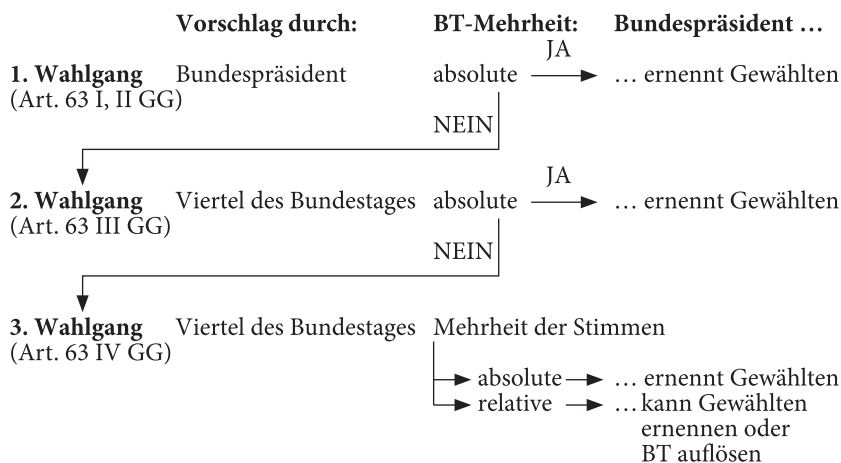 Vorschlag durch: BT-Mehrheit: Bundespräsident …
JA
1. Wahlgang Bundespräsident absolute … ernennt Gewählten
(Art. 63 I, II GG)
NEIN
JA
2. Wahlgang Viertel des Bundestages absolute … ernennt Gewählten
(Art. 63 III GG)
NEIN
3. Wahlgang Viertel des Bundestages Mehrheit der Stimmen
(Art. 63 IV GG)
absolute … ernennt Gewählten
relative … kann Gewählten
ernennen oder
BT auflösen